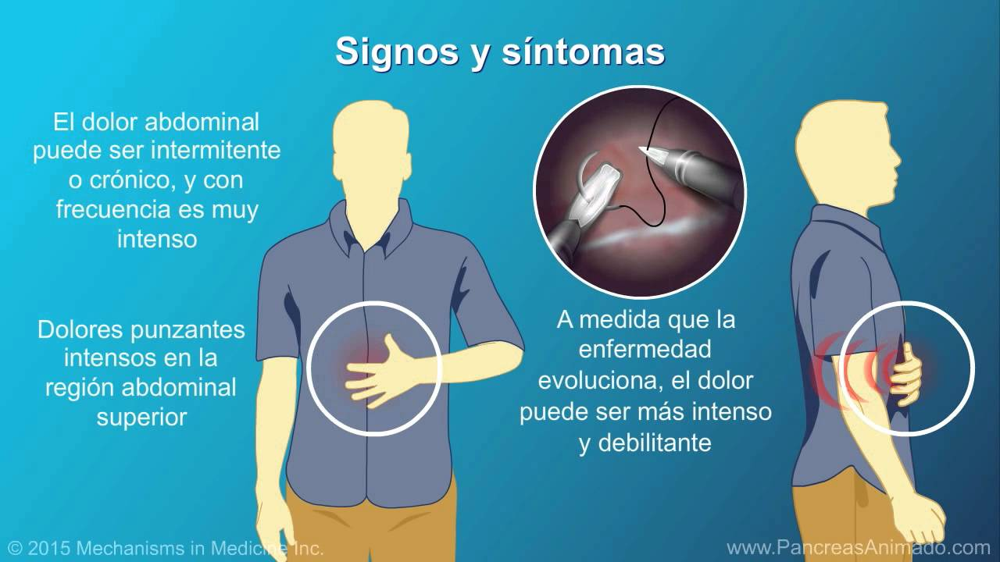 Signos y síntomas
El dolor abdominal
puede ser intermitente
o crónico, y con
frecuencia es muy
intenso
Dolores punzantes
intensos en la
región abdominal
superior
A medida que la
enfermedad
evoluciona, el dolor
puede ser más intenso
y debilitante
© 2015 Mechanisms in Medicine Inc.
www.PancreasAnimado.com